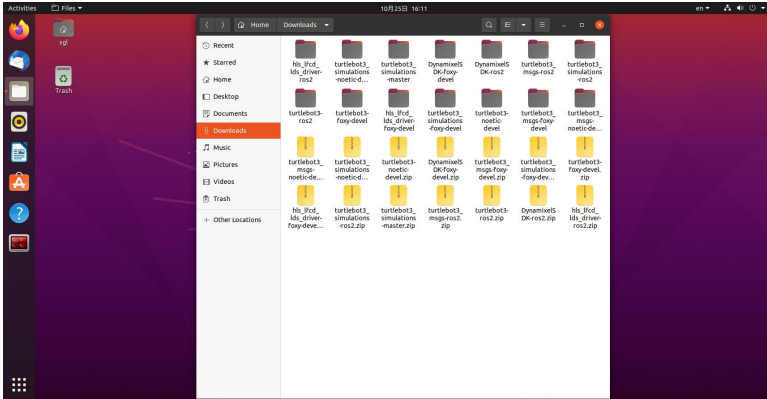 Activities Files 10月25日 16:11 en
Home Downloads
sgl
Trash
Recent
Starred
Home
Desktop
Documents
Downloads
Music
Pictures
Videos
Trash
+ Other Locations
hls_lfcd_ turtlebot3_ turtlebot3_ DynamixelS DynamixelS turtlebot3_ turtlebot3_
lds_driver- simulations simulations DK-foxy- DK-ros2 msgs-ros2 simulations
ros2 -noetic-d... -master devel -ros2
turtlebot3- turtlebot3- hls_lfcd_ turtlebot3_ turtlebot3- turtlebot3_ turtlebot3_
ros2 foxy-devel lds_driver- simulations noetic- msgs-foxy- msgs-
foxy-devel -foxy-devel devel devel noetic-de...
turtlebot3_ turtlebot3_ turtlebot3- DynamixelS turtlebot3_ turtlebot3_ turtlebot3-
msgs- simulations noetic- DK-foxy- msgs-foxy- simulations foxy-devel.
noetic-de... -noetic-d... devel.zip devel.zip devel.zip -foxy-dev... zip
hls_lfcd_ turtlebot3_ turtlebot3_ turtlebot3_ turtlebot3- DynamixelS hls_lfcd_
lds_driver- simulations simulations msgs-ros2. ros2.zip DK-ros2.zip lds_driver-
foxy-deve... -ros2.zip -master.zip zip ros2.zip